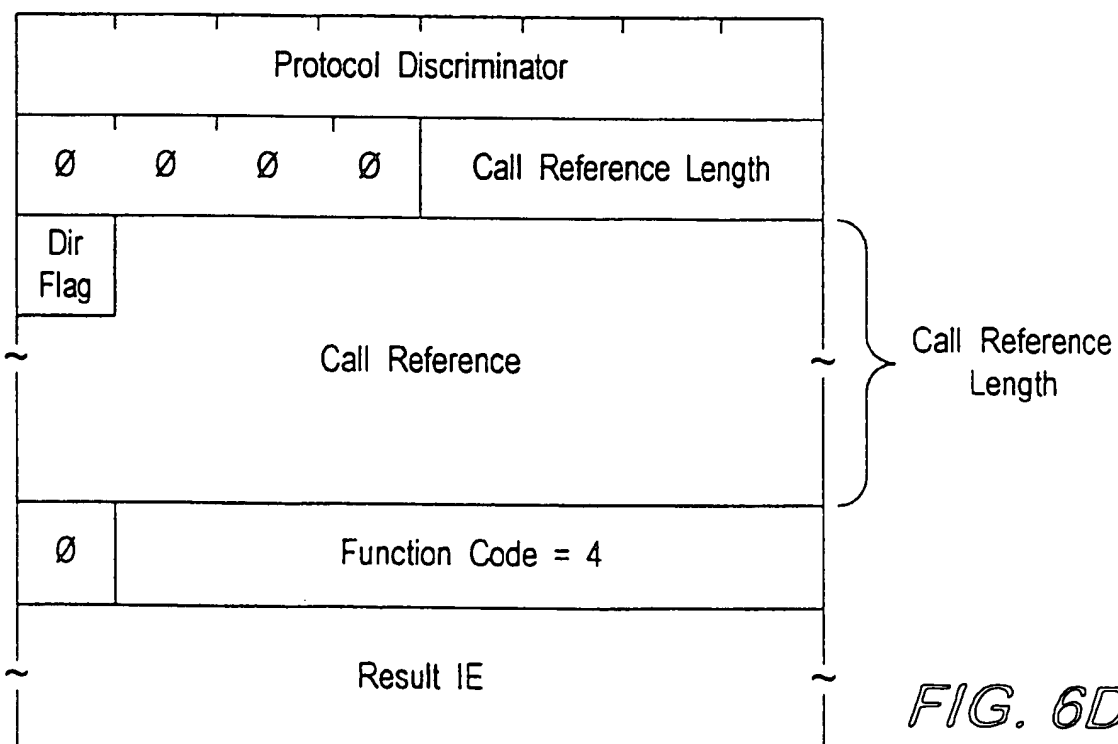 Protocol Discriminator
Ø Ø Ø Ø Call Reference Length
Dir
Flag
Call Reference
Call Reference
Length
Ø Function Code = 4
Result IE
FIG. 6D